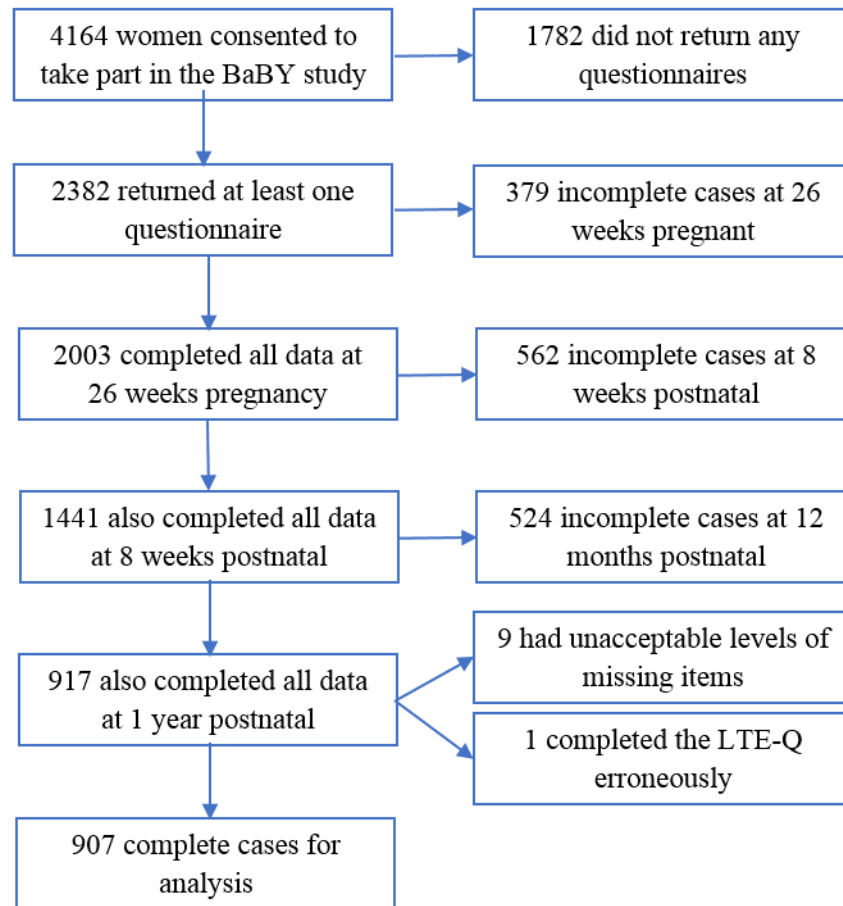 4164 women consented to
take part in the BaBY study
1782 did not return any
questionnaires
2382 returned at least one
questionnaire
379 incomplete cases at 26
weeks pregnant
2003 completed all data at
26 weeks pregnancy
562 incomplete cases at 8
weeks postnatal
1441 also completed all data
at 8 weeks postnatal
524 incomplete cases at 12
months postnatal
917 also completed all data
at 1 year postnatal
9 had unacceptable levels of
missing items
1 completed the LTE-Q
erroneously
907 complete cases for
analysis